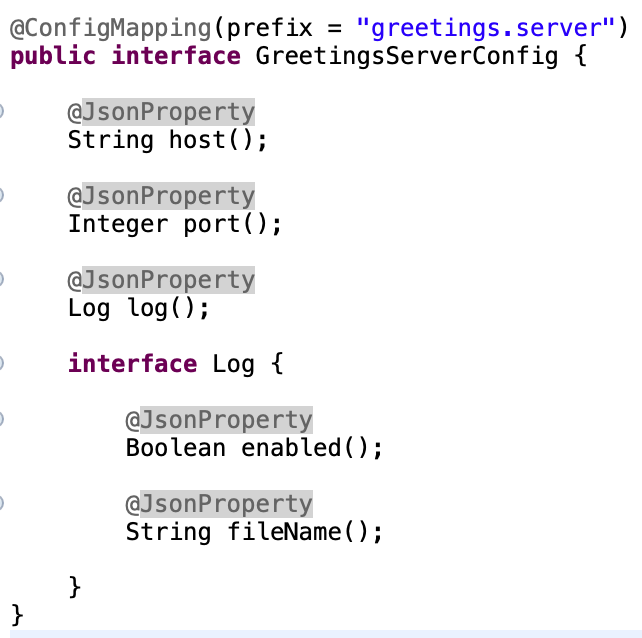 @ConfigMapping(prefix = "greetings.server")
public interface GreetingsServerConfig {
@JsonProperty
String host();
@JsonProperty
Integer port();
@JsonProperty
Log log();
interface Log {
@JsonProperty
Boolean enabled();
@JsonProperty
String fileName();
}
}